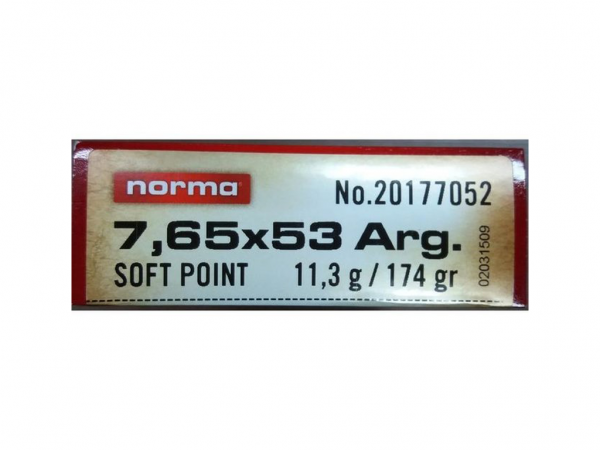 norma
No.20177052
7,65x53 Arg.
SOFT POINT 11,3 g / 174 gr
02031509